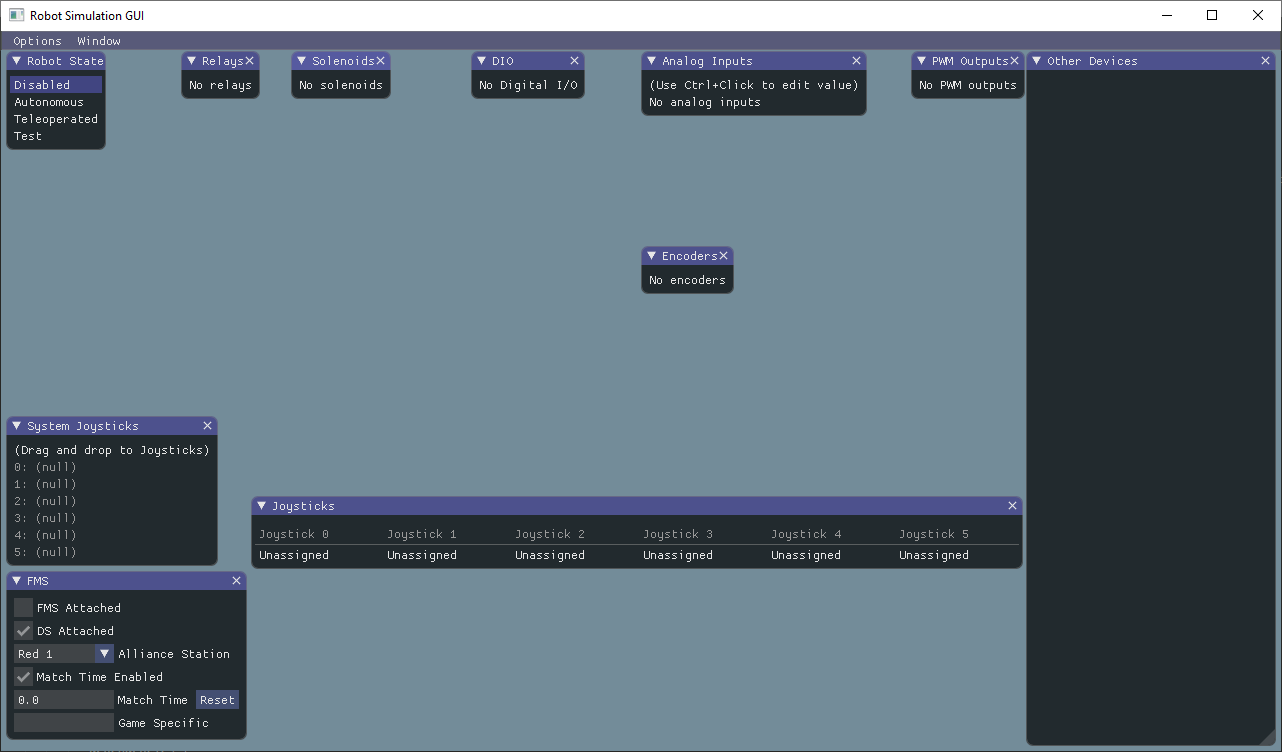 Robot Simulation GUI
Options Window
Robot State
Disabled
Autonomous
Teleoperated
Test
Relays
No relays
Solenoids
No solenoids
DIO
No Digital I/O
Analog Inputs
(Use Ctrl+Click to edit value)
No analog inputs
PWM Outputs
No PWM outputs
Other Devices
Encoders
No encoders
System Joysticks
(Drag and drop to Joysticks)
0: (null)
1: (null)
2: (null)
3: (null)
4: (null)
5: (null)
Joysticks
Joystick 0 Joystick 1 Joystick 2 Joystick 3 Joystick 4 Joystick 5
Unassigned Unassigned Unassigned Unassigned Unassigned Unassigned
FMS
FMS Attached
DS Attached
Red 1 Alliance Station
Match Time Enabled
0.0 Match Time Reset
Game Specific